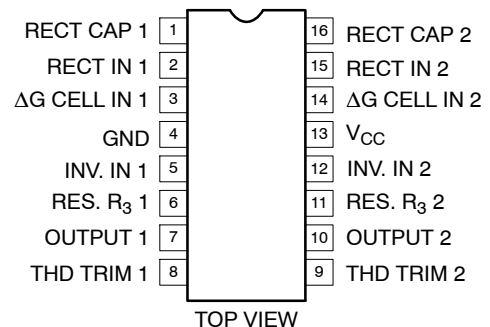 RECT CAP 1 1 16 RECT CAP 2
RECT IN 1 2 15 RECT IN 2
ΔG CELL IN 1 3 14 ΔG CELL IN 2
GND 4 13 VCC
INV. IN 1 5 12 INV. IN 2
RES. R3 1 6 11 RES. R3 2
OUTPUT 1 7 10 OUTPUT 2
THD TRIM 1 8 9 THD TRIM 2
TOP VIEW